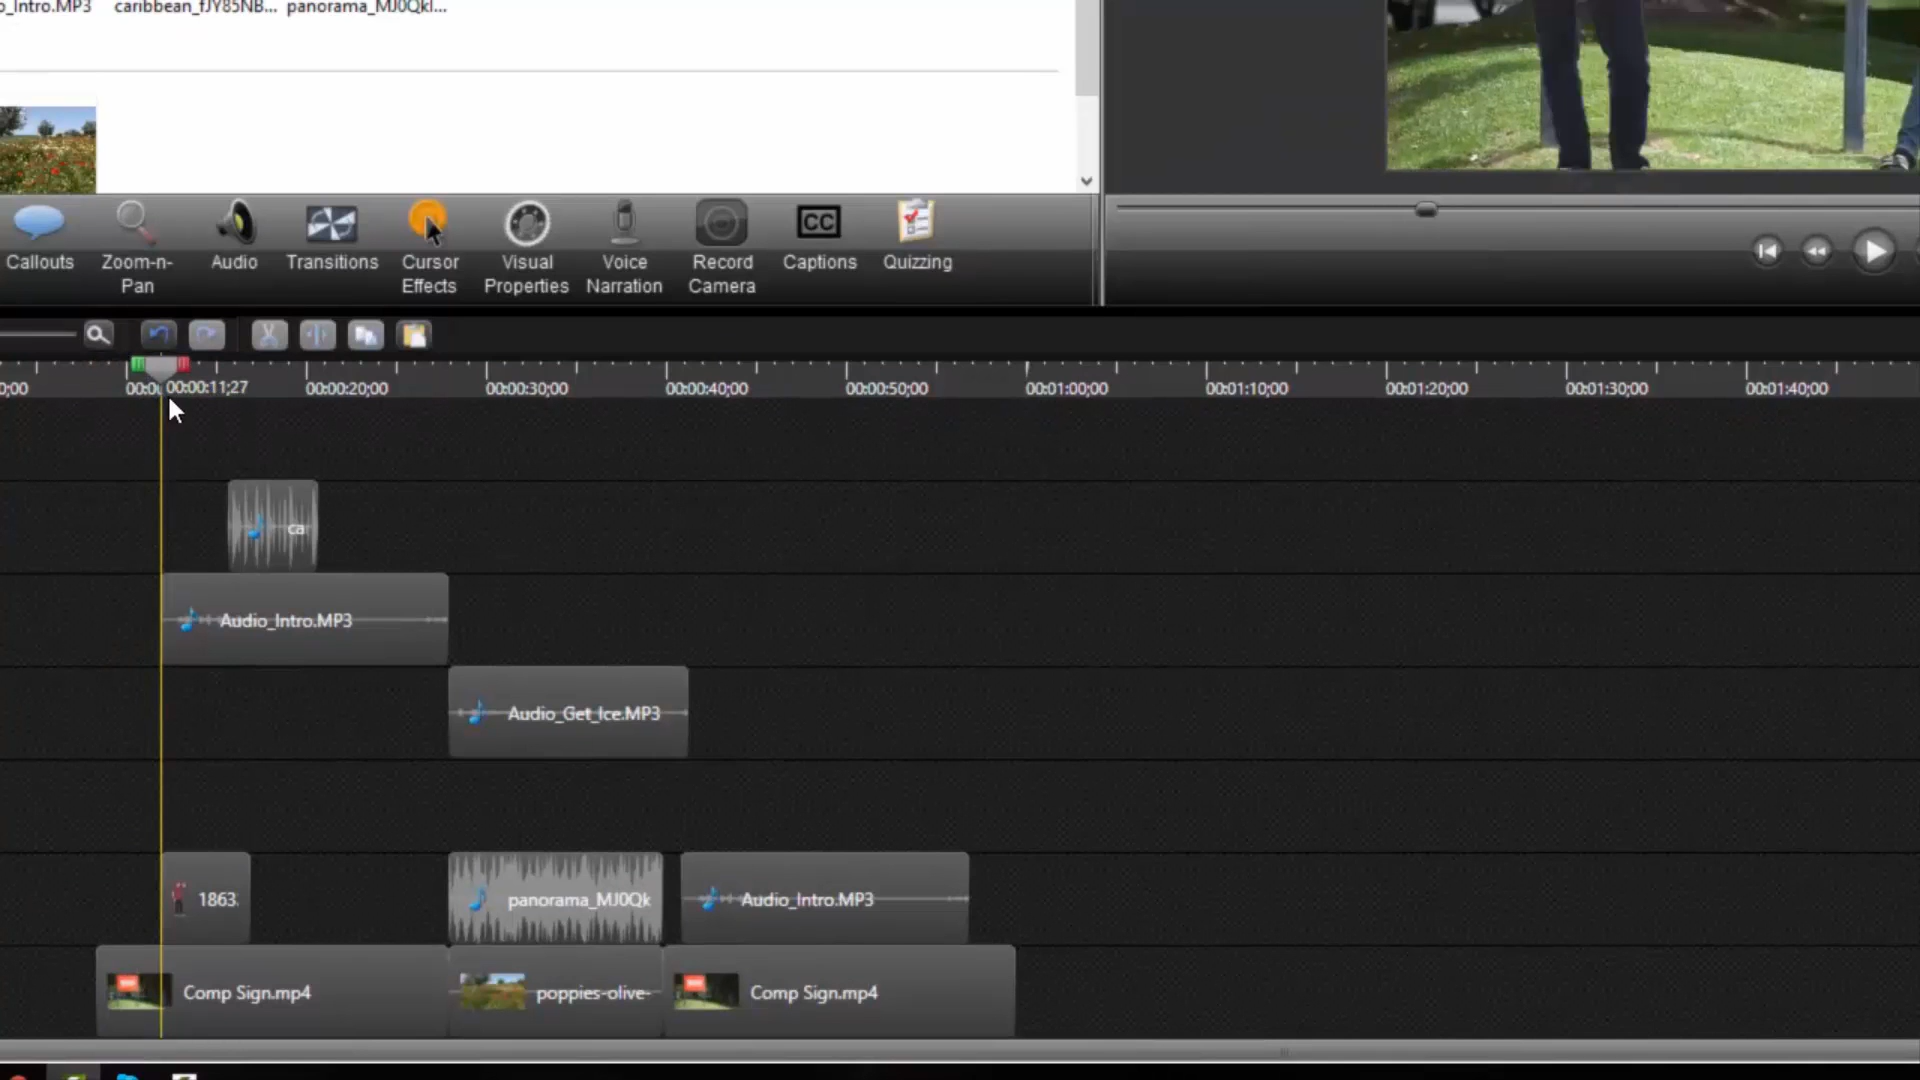 o_Intro.MP3 caribbean_fJY85NB... panorama_MJ0QkI...
Callouts Zoom-n-Pan Audio Transitions Cursor Effects Visual Properties Voice Narration Record Camera CC Captions Quizzing
0;00 00:00: 00:00:11;27 00:00:20;00 00:00:30;00 00:00:40;00 00:00:50;00 00:01:00;00 00:01:10;00 00:01:20;00 00:01:30;00 00:01:40;00
ca
Audio_Intro.MP3
Audio_Get_Ice.MP3
1863. panorama_MJ0Qk Audio_Intro.MP3
Comp Sign.mp4 poppies-olive- Comp Sign.mp4